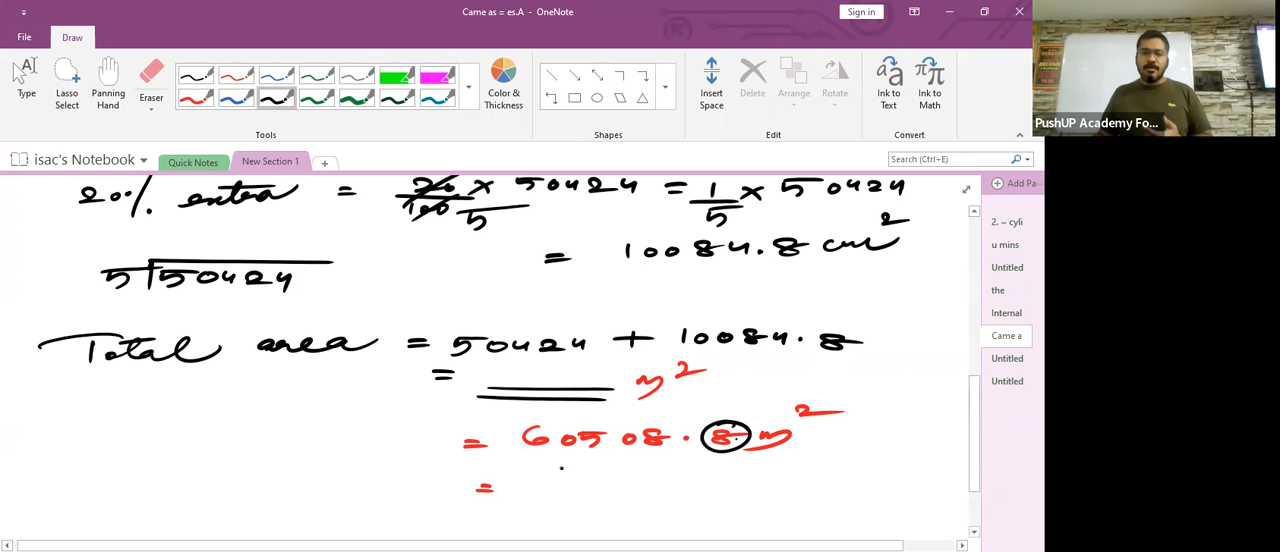 Came as = es.A - OneNote
Sign in
File
Draw
Type
Lasso Select
Panning Hand
Eraser
Color & Thickness
Insert Space
Delete
Arrange
Rotate
Ink to Text
Ink to Math
Tools
Shapes
Edit
Convert
isac's Notebook
Quick Notes
New Section 1
Search (Ctrl+E)
Add Pa
2. ~ cyli
u mins
Untitled
the
Internal
Came a
Untitled
Untitled
PushUP Academy Fo...
20% extra = 20/100 5 × 50424 = 1/5 × 50424
= 10084.8 cm²
5 50424
Total area = 50424 + 10084.8
= m²
= 60508.8 m²
=